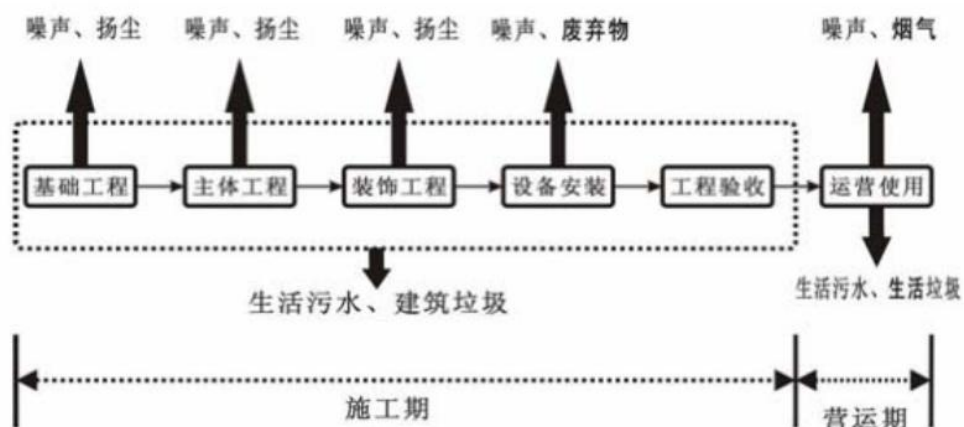 噪声、扬尘 噪声、扬尘 噪声、扬尘 噪声、废弃物 噪声、烟气
基础工程 主体工程 装饰工程 设备安装 工程验收 运营使用
生活污水、建筑垃圾
生活污水、生活垃圾
施工期
营运期